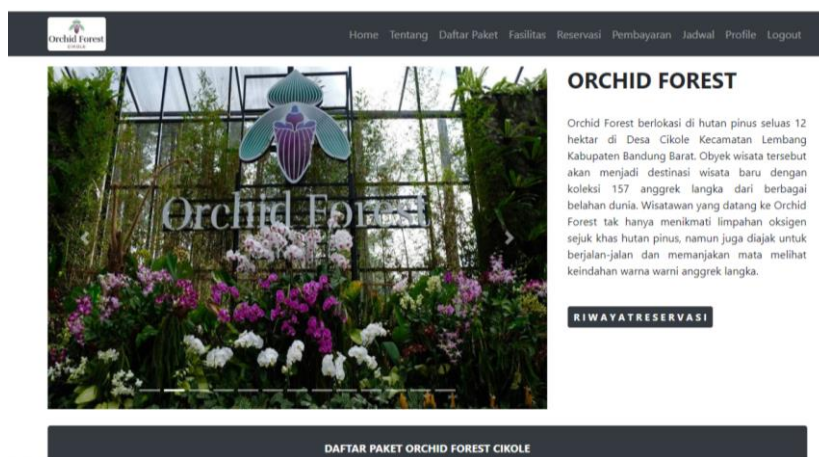 Orchid Forest
CIKOLE
Home Tentang Daftar Paket Fasilitas Reservasi Pembayaran Jadwal Profile Logout
Orchid Forest
ORCHID FOREST
Orchid Forest berlokasi di hutan pinus seluas 12
hektar di Desa Cikole Kecamatan Lembang
Kabupaten Bandung Barat. Obyek wisata tersebut
akan menjadi destinasi wisata baru dengan
koleksi 157 anggrek langka dari berbagai
belahan dunia. Wisatawan yang datang ke Orchid
Forest tak hanya menikmati limpahan oksigen
sejuk khas hutan pinus, namun juga diajak untuk
berjalan-jalan dan memanjakan mata melihat
keindahan warna warni anggrek langka.
RIWAYATRESERVASI
DAFTAR PAKET ORCHID FOREST CIKOLE